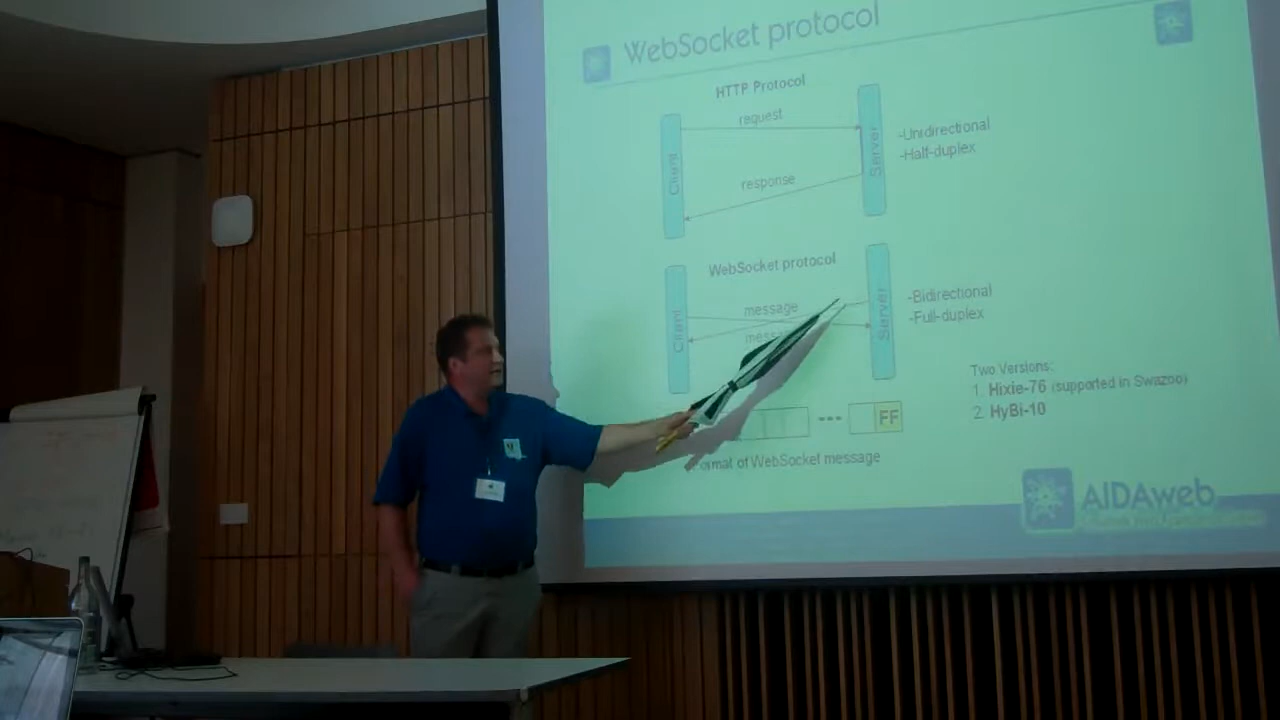 WebSocket protocol
HTTP Protocol
request
Client
Server
response
-Unidirectional
-Half-duplex
WebSocket protocol
message
Client
Server
-Bidirectional
-Full-duplex
Two Versions:
1. Hixie-76 (supported in Swazoo)
2. HyBi-10
--- FF
of WebSocket message
AIDAweb